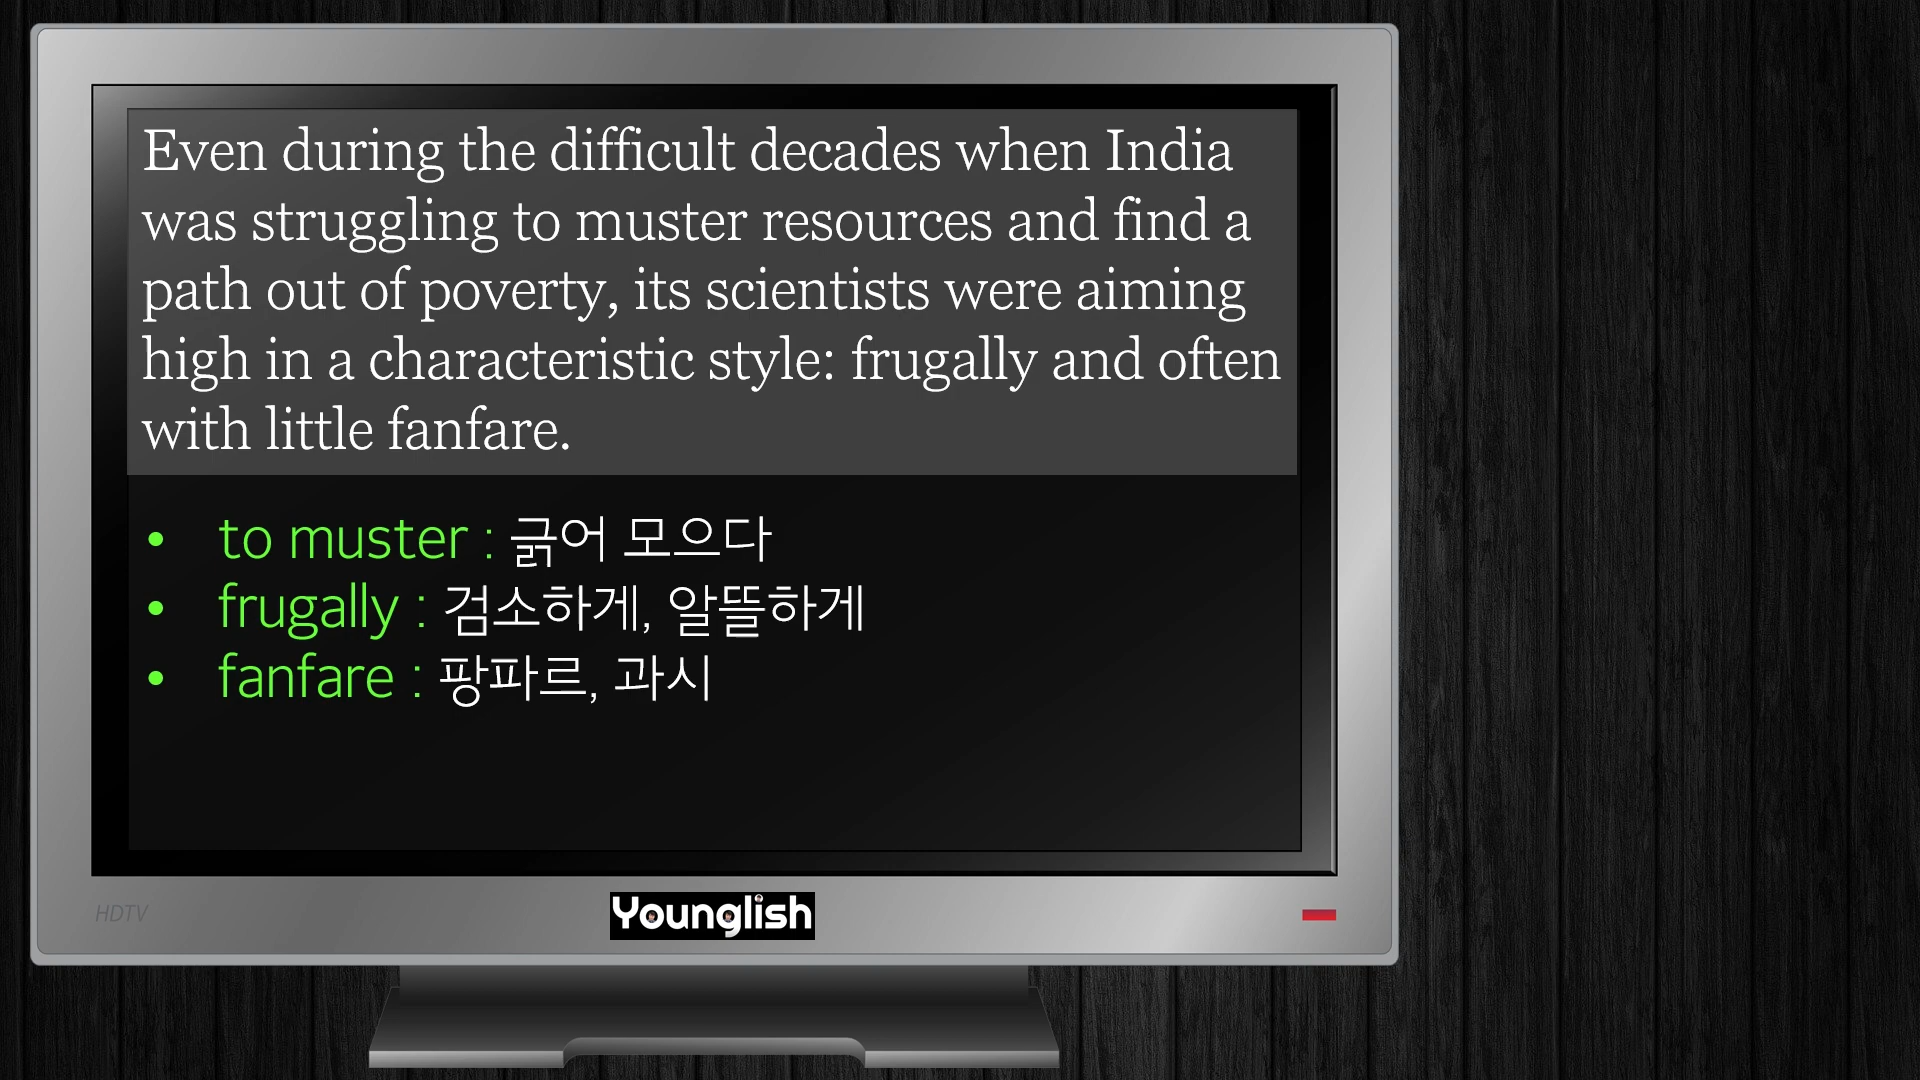 Even during the difficult decades when India
was struggling to muster resources and find a
path out of poverty, its scientists were aiming
high in a characteristic style: frugally and often
with little fanfare.
• to muster : 긁어 모으다
• frugally : 검소하게, 알뜰하게
• fanfare : 팡파르, 과시
HDTV
Younglish